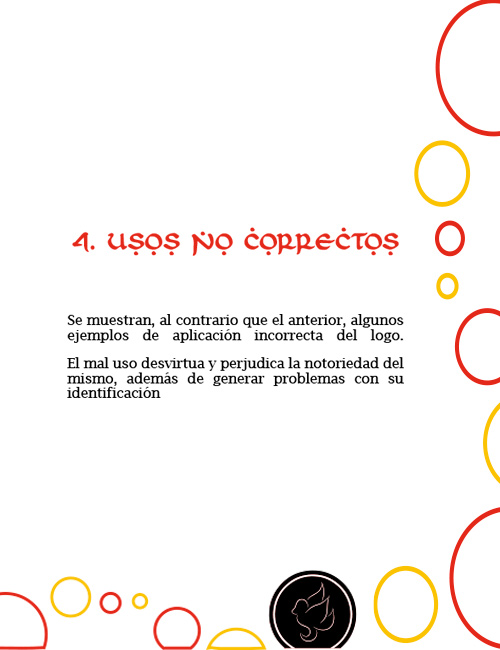 4. USOS NO CORRECTOS
Se muestran, al contrario que el anterior, algunos
ejemplos de aplicación incorrecta del logo.
El mal uso desvirtua y perjudica la notoriedad del
mismo, además de generar problemas con su
identificación